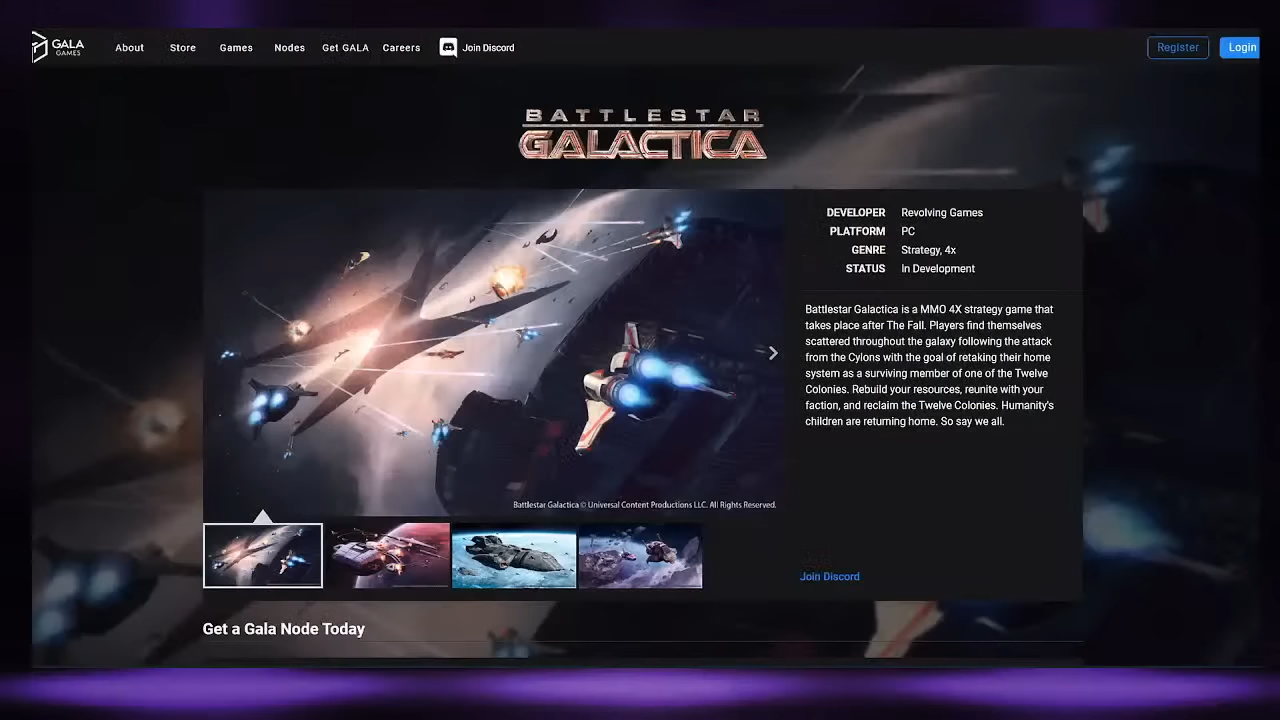 GALA
GAMES
About
Store
Games
Nodes
Get GALA
Careers
Join Discord
Register
Login
BATTLESTAR
GALACTICA
DEVELOPER Revolving Games
PLATFORM PC
GENRE Strategy, 4x
STATUS In Development
Battlestar Galactica is a MMO 4X strategy game that
takes place after The Fall. Players find themselves
scattered throughout the galaxy following the attack
from the Cylons with the goal of retaking their home
system as a surviving member of one of the Twelve
Colonies. Rebuild your resources, reunite with your
faction, and reclaim the Twelve Colonies. Humanity's
children are returning home. So say we all.
Battlestar Galactica © Universal Content Productions LLC. All Rights Reserved.
Join Discord
Get a Gala Node Today